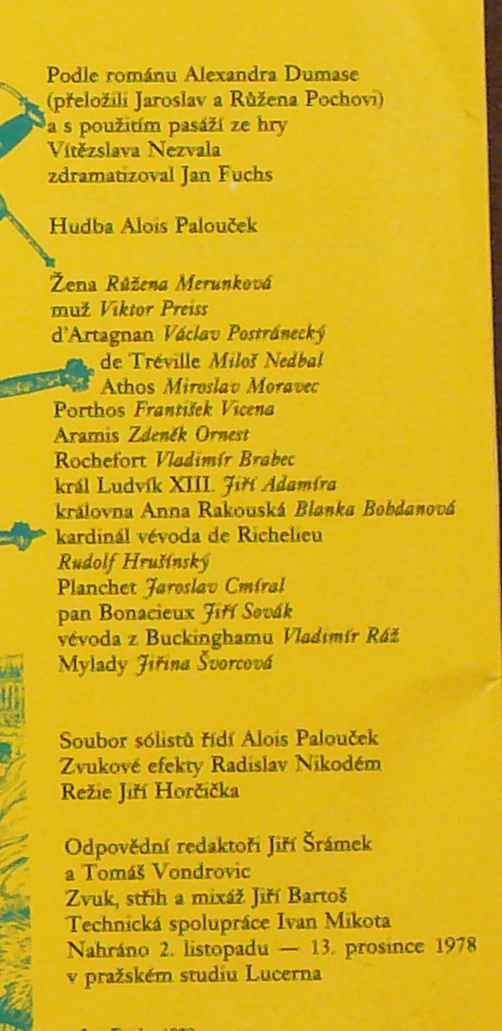 Podle románu Alexandra Dumase
(přeložili Jaroslav a Růžena Pochovi)
a s použitím pasáží ze hry
Vítězslava Nezvala
zdramatizoval Jan Fuchs
Hudba Alois Palouček
Žena Růžena Merunková
muž Viktor Preiss
d'Artagnan Václav Postránecký
de Tréville Miloš Nedbal
Athos Miroslav Moravec
Porthos František Vicena
Aramis Zdeněk Ornest
Rochefort Vladimír Brabec
král Ludvík XIII. Jiří Adamíra
královna Anna Rakouská Blanka Bohdanová
kardinál vévoda de Richelieu
Rudolf Hrušínský
Planchet Jaroslav Cmíral
pan Bonacieux Jiří Sovák
vévoda z Buckinghamu Vladimír Ráž
Mylady Jiřina Švorcová
Soubor sólistů řídí Alois Palouček
Zvukové efekty Radislav Nikodém
Režie Jiří Horčička
Odpovědní redaktoři Jiří Šrámek
a Tomáš Vondrovic
Zvuk, střih a mixáž Jiří Bartoš
Technická spolupráce Ivan Mikota
Nahráno 2. listopadu — 13. prosince 1978
v pražském studiu Lucerna